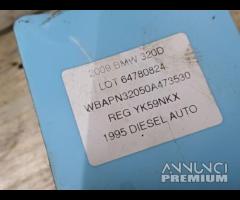 2009 BMW 320D
LOT 64780824
WBAPN32050A473530
REG YK59NKX
1995 DIESEL AUTO
ANNUNCI
PREMIUM